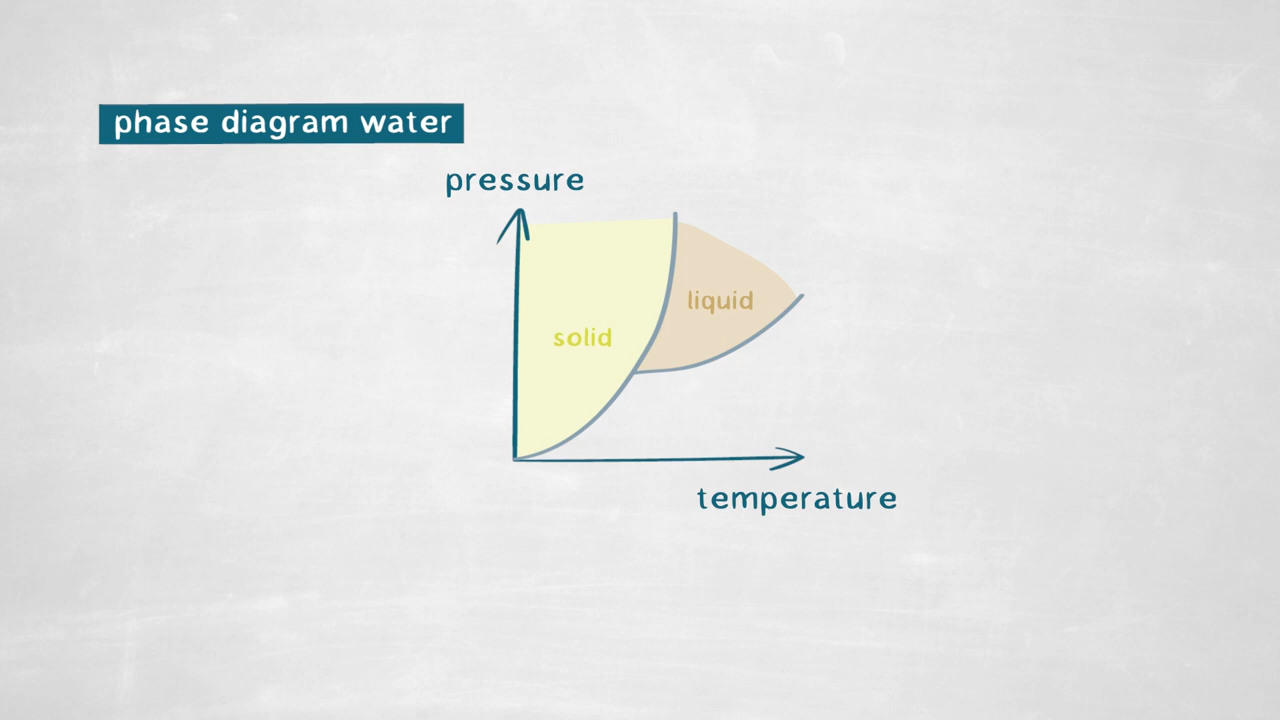 phase diagram water
pressure
liquid
solid
temperature